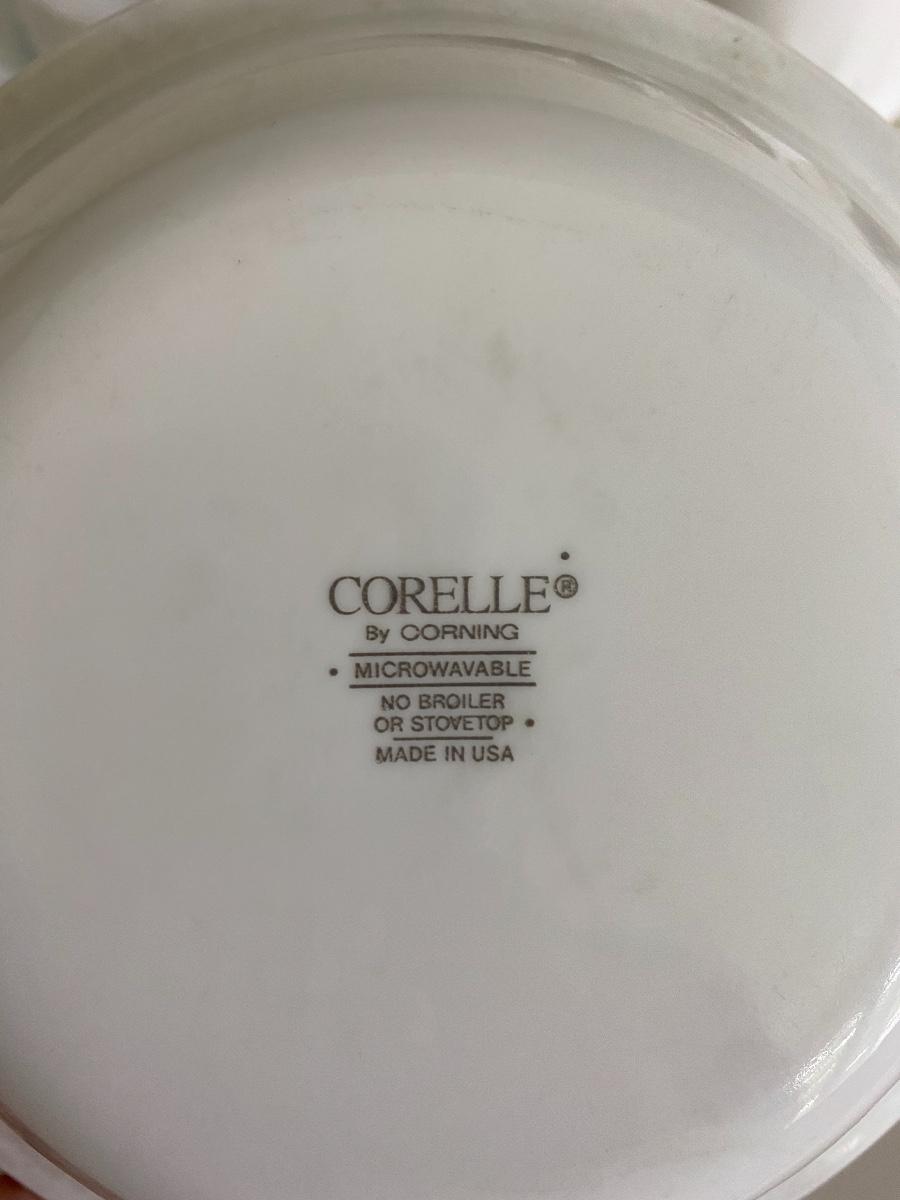 CORELLE®
By CORNING
• MICROWAVABLE
NO BROILER
OR STOVETOP •
MADE IN USA